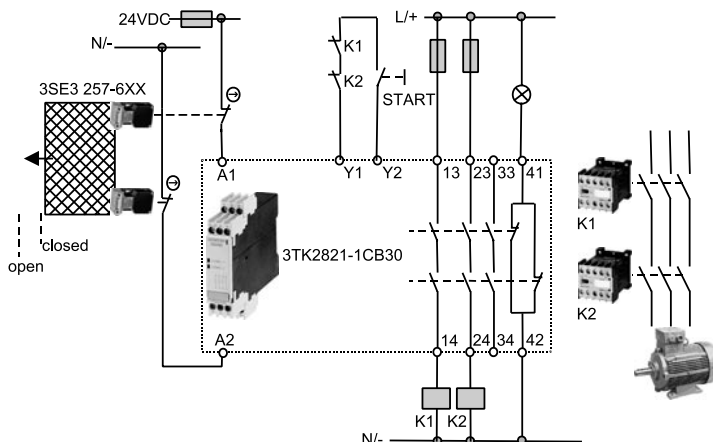 24VDC
L/+
N/-
K1
K2
3SE3 257-6XX
START
A1
Y1
Y2
13
23
33
41
closed
open
3TK2821-1CB30
K1
K2
A2
14
24
34
42
K1
K2
N/-